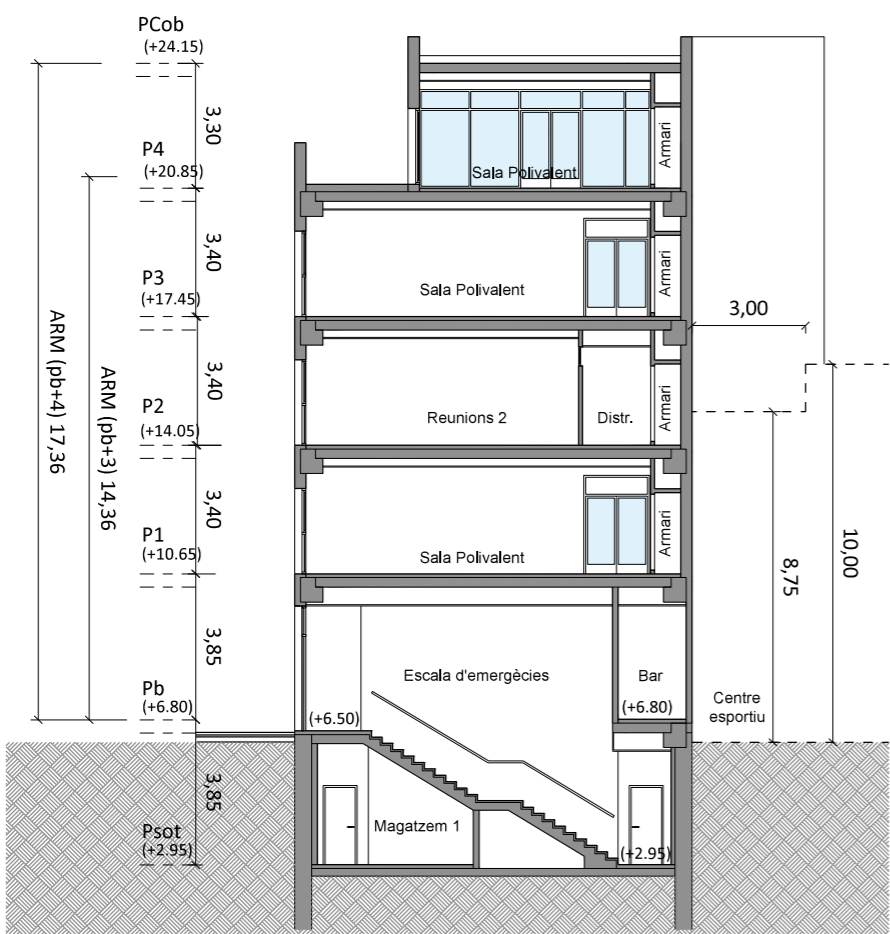 PCob
(+24.15)
3,30
P4
(+20.85)
Sala Polivalent
Armari
3,40
P3
(+17.45)
Sala Polivalent
Armari
3,00
ARM (pb+4) 17,36
ARM (pb+3) 14,36
3,40
P2
(+14.05)
Reunions 2
Distr.
Armari
3,40
P1
(+10.65)
Sala Polivalent
Armari
8,75
10,00
3,85
Pb
(+6.80)
(+6.50)
Escala d'emergècies
Bar
(+6.80)
Centre
esportiu
3,85
Psot
(+2.95)
Magatzem 1
(+2.95)